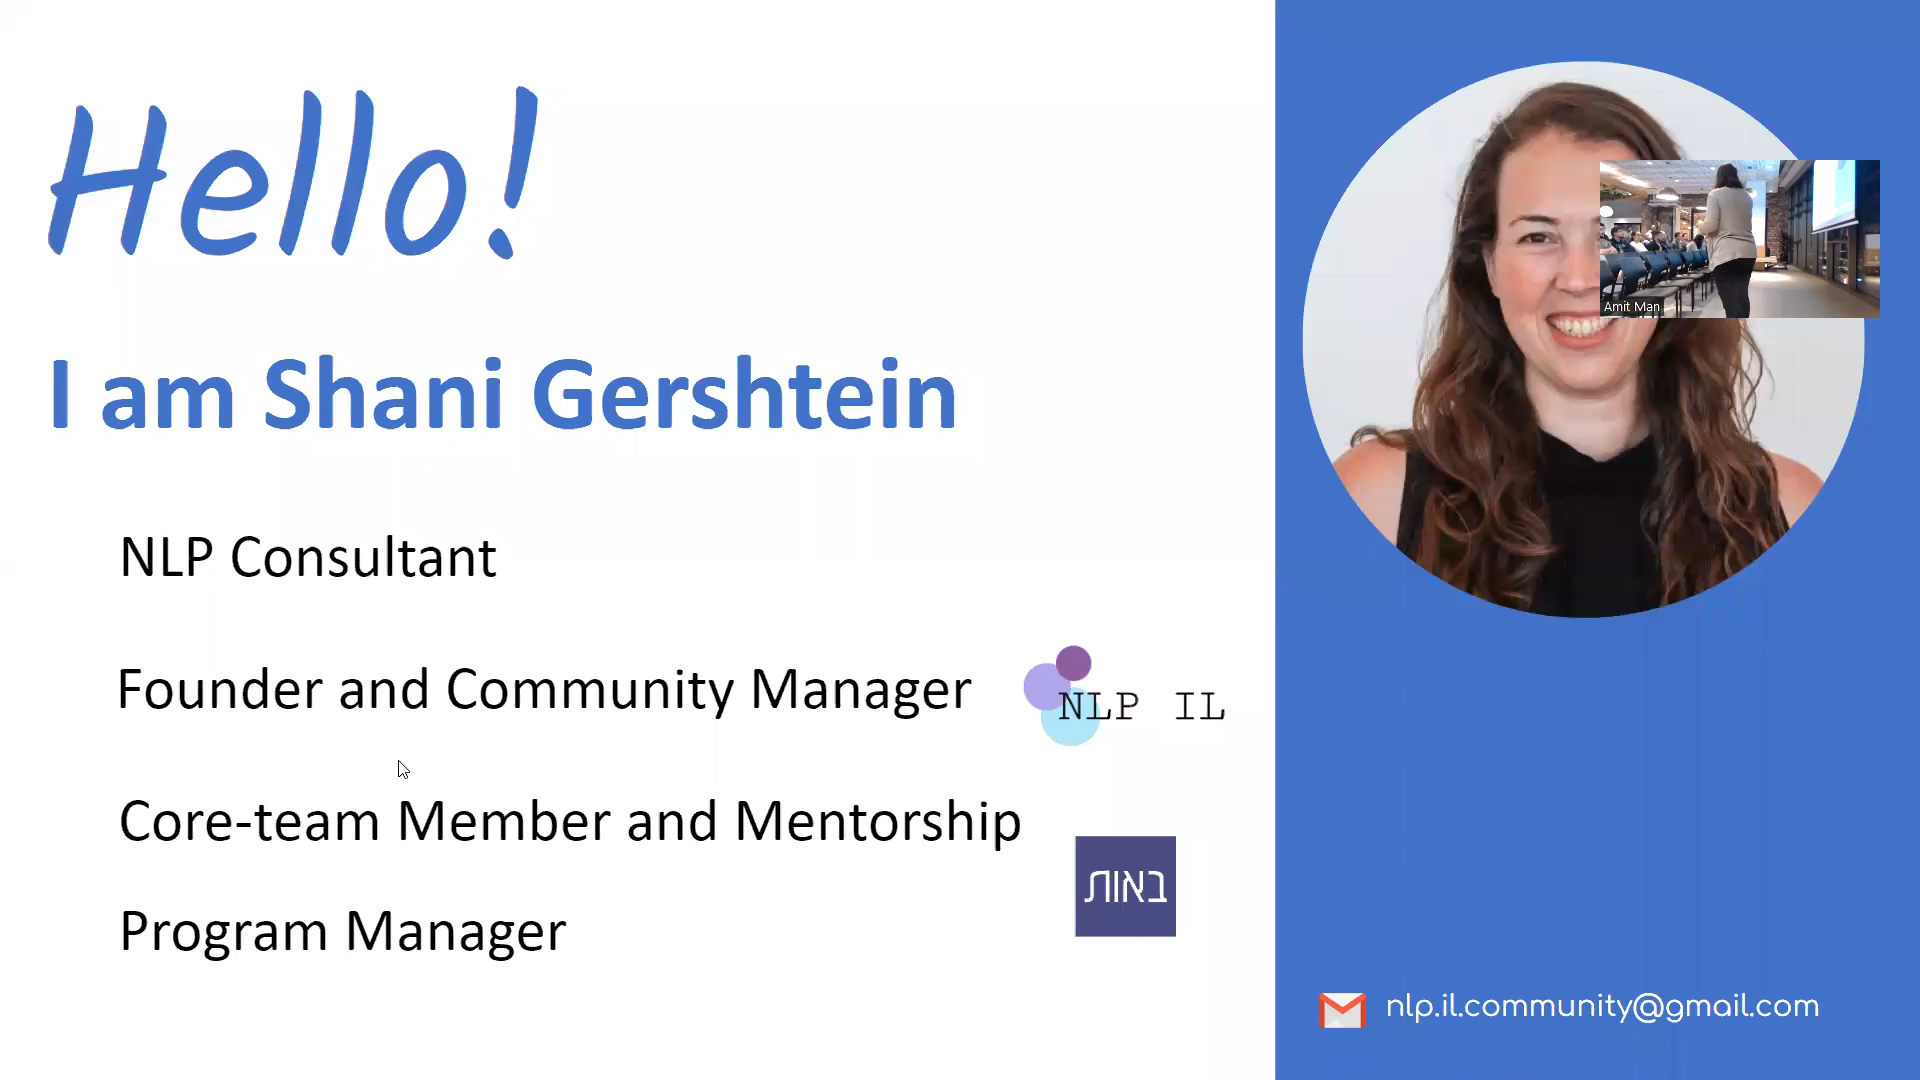 Hello!
I am Shani Gershtein
NLP Consultant
Founder and Community Manager
NLP IL
Core-team Member and Mentorship
Program Manager
באות
Amit Man
nlp.il.community@gmail.com